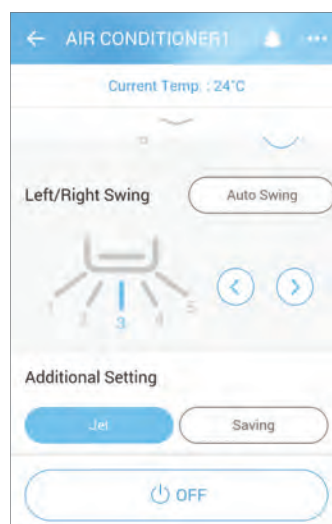 AIR CONDITIONER1
Current Temp. : 24°C
Left/Right Swing
Auto Swing
1 2 3 4 5
Additional Setting
Jet
Saving
OFF